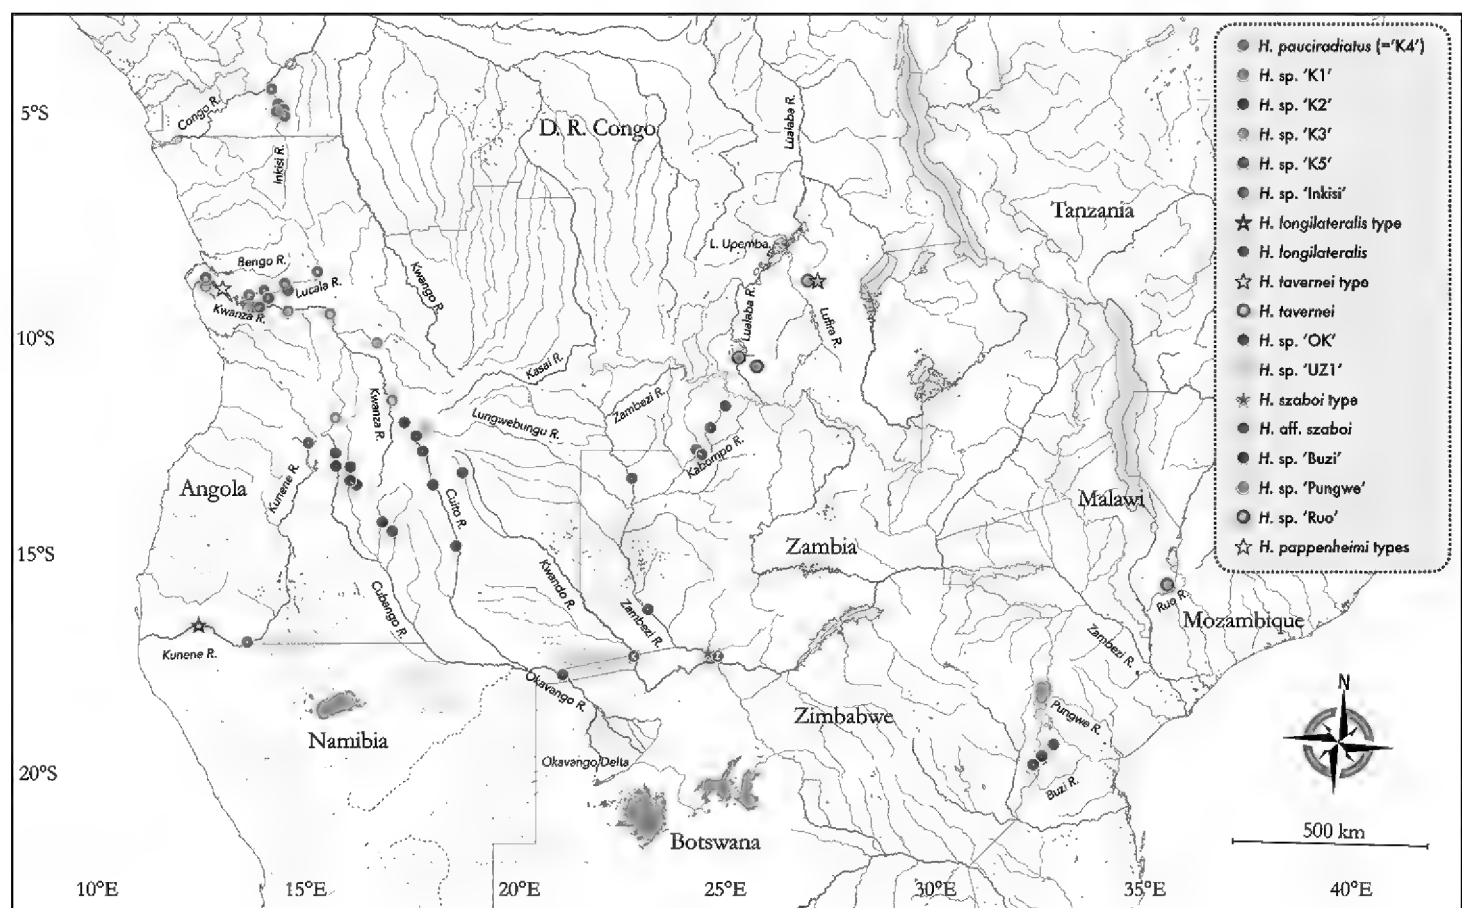 H. pauciradiatus (='K4')
H. sp. 'K1'
H. sp. 'K2'
H. sp. 'K3'
H. sp. 'K5'
H. sp. 'Inkisi'
H. longilateralis type
H. longilateralis
H. tavernei type
H. tavernei
H. sp. 'OK'
H. sp. 'UZ1'
H. szaboi type
H. aff. szaboi
H. sp. 'Buzi'
H. sp. 'Pungwe'
H. sp. 'Ruo'
H. pappenheimi types
5°S
10°S
15°S
20°S
Congo R.
Inkisi R.
D. R. Congo
Lualaba R.
Tanzania
L. Upemba
Bengo R.
Lucala R.
Kwanza R.
Kwango R.
Lualaba R.
Lufira R.
Kasai R.
Kwanza R.
Lungwebungu R.
Zambezi R.
Kabompo R.
Angola
Kunene R.
Cuito R.
Malawi
Zambia
Cubango R.
Kwando R.
Zambezi R.
Ruo R.
Mozambique
Zambezi R.
Kunene R.
Okavango R.
Namibia
Zimbabwe
Pungwe R.
Okavango Delta
Buzi R.
Botswana
N
500 km
10°E
15°E
20°E
25°E
30°E
35°E
40°E